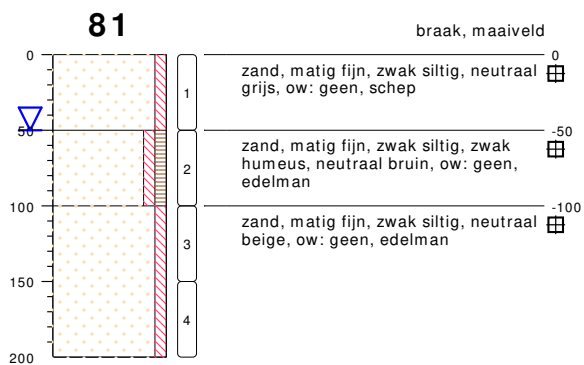 81
braak, maaiveld
0
0
zand, matig fijn, zwak siltig, neutraal
grijs, ow: geen, schep
1
50
-50
zand, matig fijn, zwak siltig, zwak
humeus, neutraal bruin, ow: geen,
edelman
2
100
-100
zand, matig fijn, zwak siltig, neutraal
beige, ow: geen, edelman
3
150
4
200